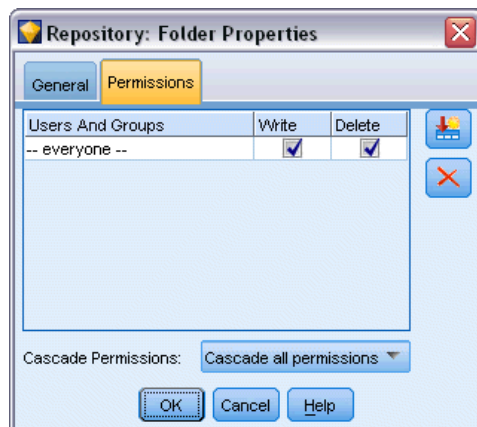 Repository: Folder Properties
General Permissions
Users And Groups Write Delete
-- everyone --
Cascade Permissions: Cascade all permissions
OK Cancel Help